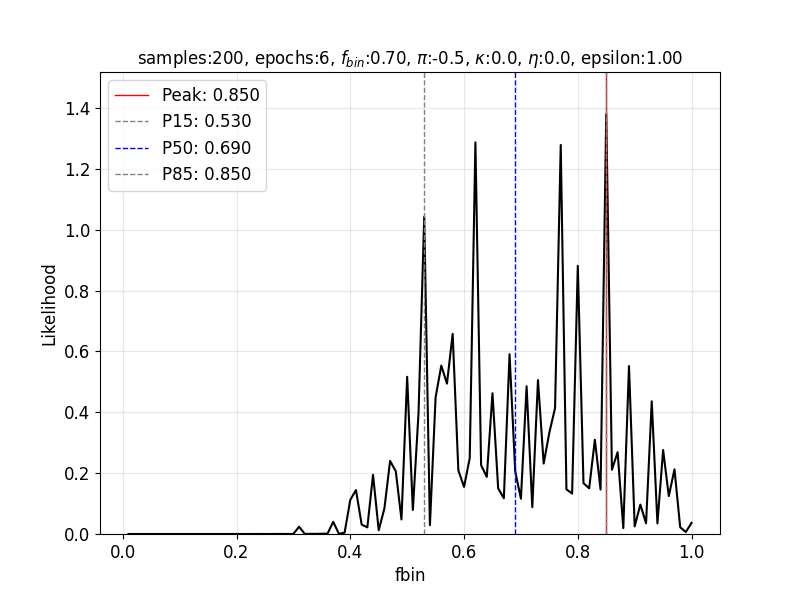 samples:200, epochs:6, f_bin:0.70, π:-0.5, κ:0.0, η:0.0, epsilon:1.00
Peak: 0.850
P15: 0.530
P50: 0.690
P85: 0.850
1.4
1.2
1.0
0.8
0.6
0.4
0.2
0.0
Likelihood
0.0 0.2 0.4 0.6 0.8 1.0
fbin